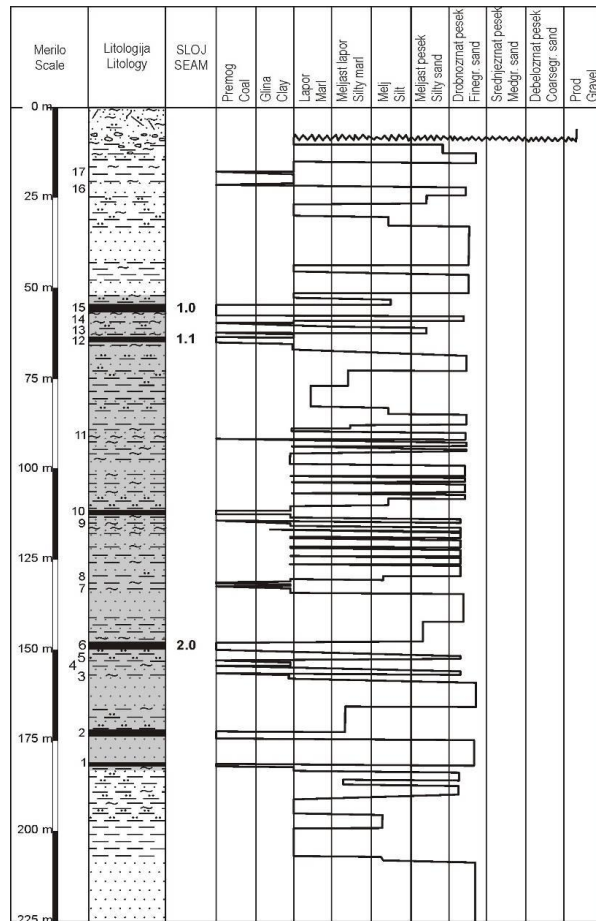 Merilo
Scale
Litologija
Litology
SLOJ
SEAM
Premog
Coal
Glina
Clay
Lapor
Marl
Meljast lapor
Silty marl
Melj
Silt
Meljast pesek
Silty sand
Drobnozrnat pesek
Finegr. sand
Srednjezrnat pesek
Medgr. sand
Debelozrnat pesek
Coarsegr. sand
Prod
Gravel
0 m
17
25 m
16
50 m
15 1.0
14
13
12 1.1
75 m
11
100 m
10
9
125 m
8
7
150 m
6 2.0
5
4
3
2
175 m
1
200 m
225 m